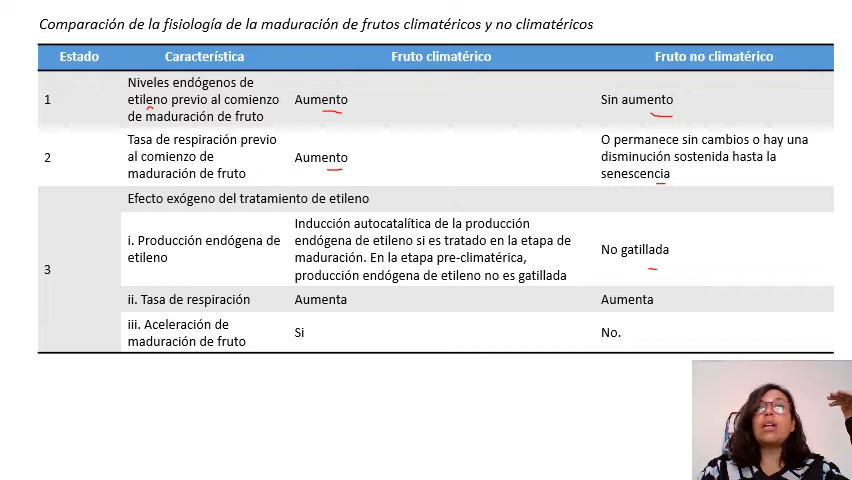 Comparación de la fisiología de la maduración de frutos climatéricos y no climatéricos
Estado Característica Fruto climatérico Fruto no climatérico
1
Niveles endógenos de
etileno previo al comienzo
de maduración de fruto
Aumento
Sin aumento
2
Tasa de respiración previo
al comienzo de
maduración de fruto
Aumento
O permanece sin cambios o hay una
disminución sostenida hasta la
senescencia
3
Efecto exógeno del tratamiento de etileno
i. Producción endógena de
etileno
Inducción autocatalítica de la producción
endógena de etileno si es tratado en la etapa de
maduración. En la etapa pre-climatérica,
producción endógena de etileno no es gatillada
No gatillada
ii. Tasa de respiración Aumenta Aumenta
iii. Aceleración de
maduración de fruto
Si
No.